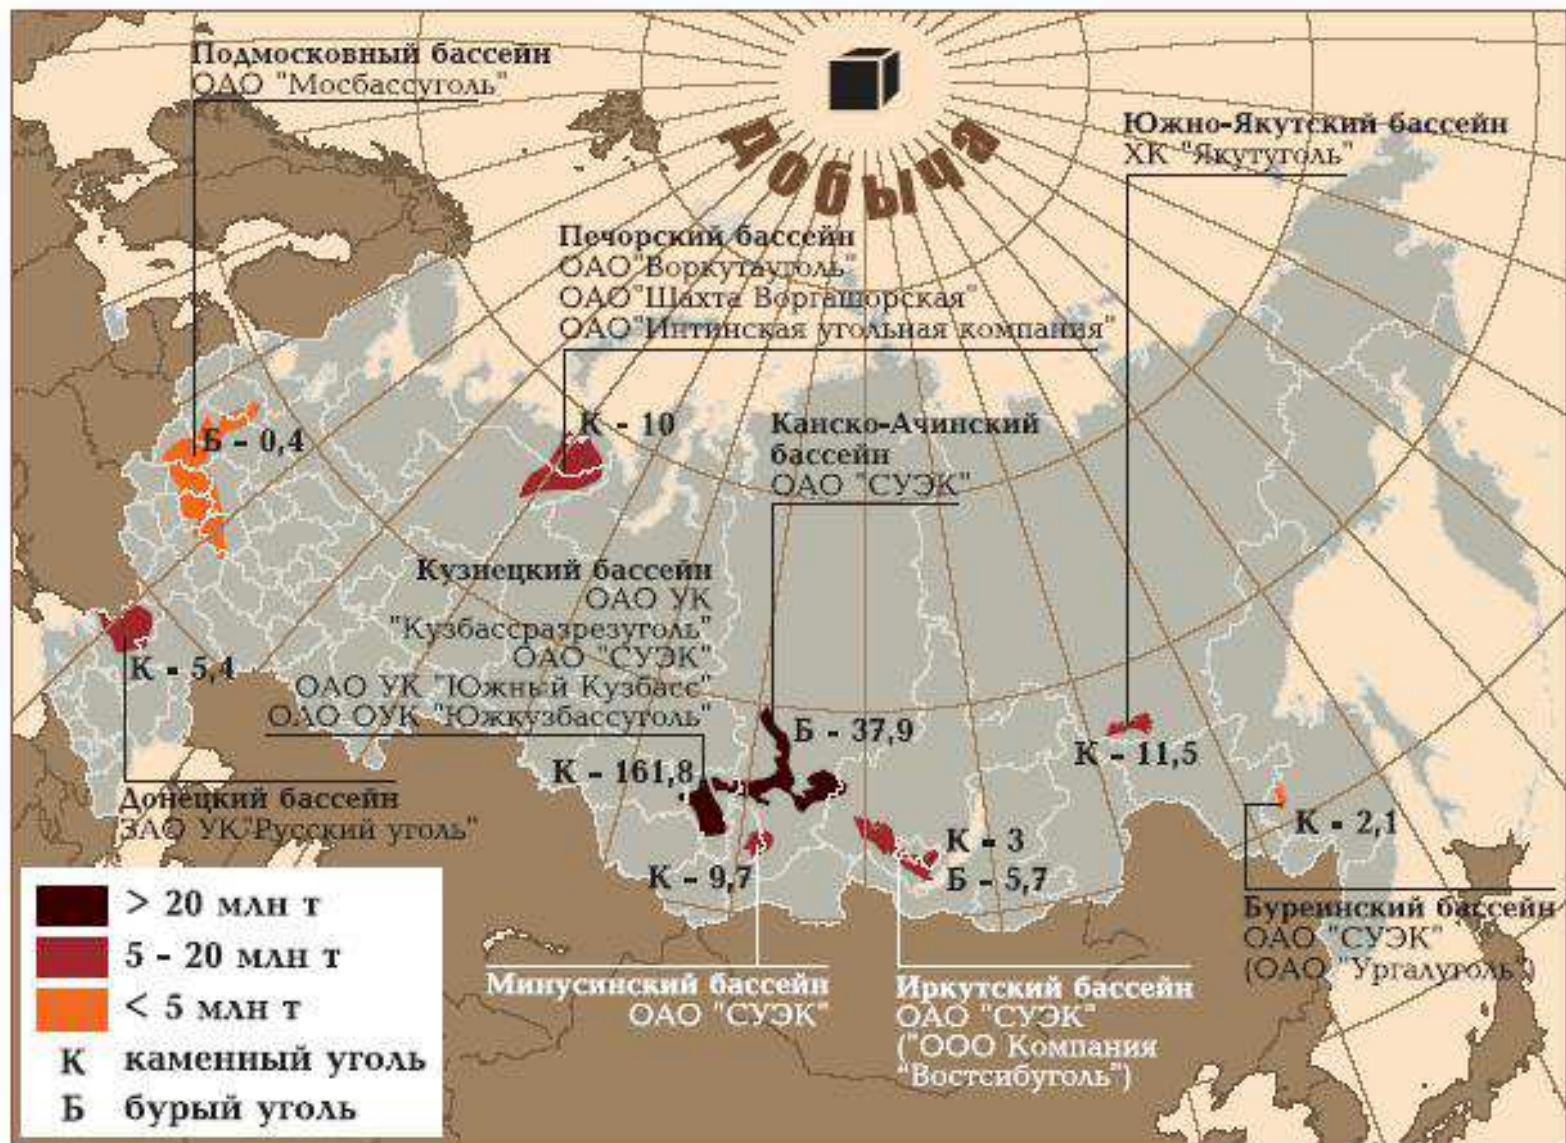 Подмосковный бассейн
ОАО "Мосбассуголь"
добыча
Южно-Якутский бассейн
ХК "Якутуголь"
Печорский бассейн
ОАО"Воркутауголь"
ОАО"Шахта Воргашорская"
ОАО"Интинская угольная компания"
К - 10
Б - 0,4
Канско-Ачинский
бассейн
ОАО "СУЭК"
Кузнецкий бассейн
ОАО УК
"Кузбассразрезуголь"
ОАО "СУЭК"
ОАО УК "Южный Кузбасс"
ОАО ОУК "Южкузбассуголь"
К - 5,4
Б - 37,9
К - 161,8
К - 11,5
Донецкий бассейн
ЗАО УК"Русский уголь"
К - 2,1
К - 3
Б - 5,7
К - 9,7
Буреинский бассейн
ОАО "СУЭК"
(ОАО "Ургалуголь")
Минусинский бассейн
ОАО "СУЭК"
Иркутский бассейн
ОАО "СУЭК"
("ООО Компания
"Востсибуголь")
> 20 млн т
5 - 20 млн т
< 5 млн т
К каменный уголь
Б бурый уголь